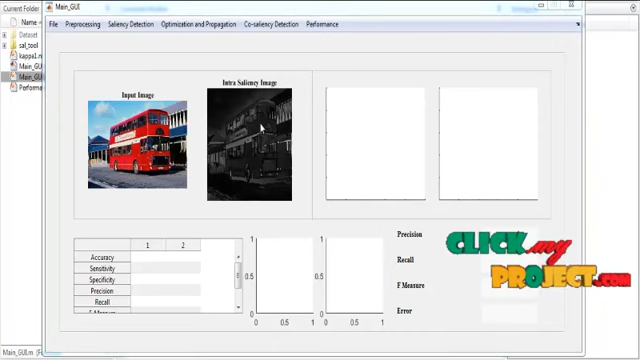 Current Folder
Main_GUI
File Preprocessing Saliency Detection Optimization and Propagation Co-saliency Detection Performance
Name
Dataset
sal_tool
kappa1.m
Main_GU
Main_GU
Performa
Input Image
Intra Saliency Image
1 2
Accuracy
Sensitivity
Specificity
Precision
Recall
F Measure
1
0.5
0
0 0.5 1
1
0.5
0
0 0.5 1
Precision
Recall
F Measure
Error
CLICK my
PROJECT.com
Main_GUI.m